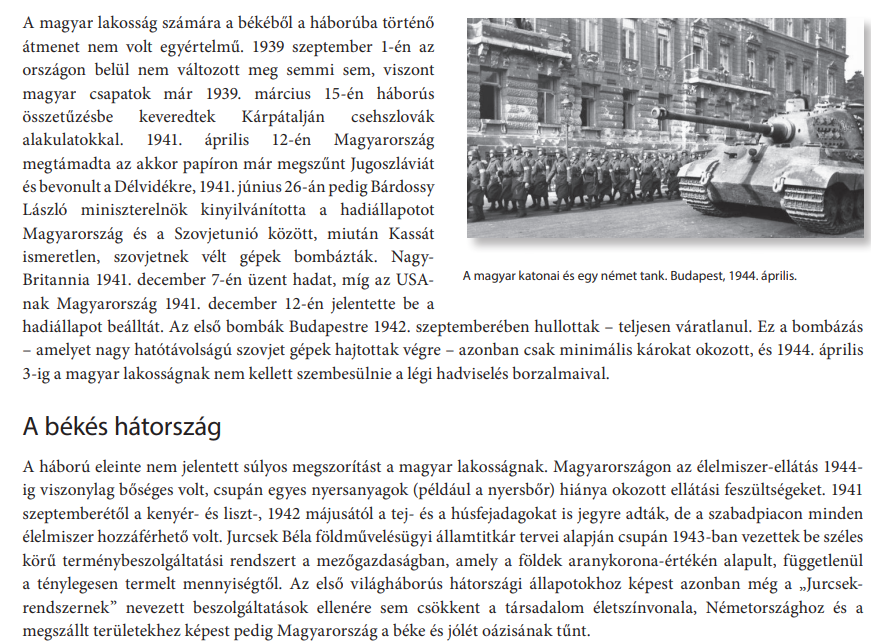 A magyar lakosság számára a békéből a háborúba történő
átmenet nem volt egyértelmű. 1939 szeptember 1-én az
országon belül nem változott meg semmi sem, viszont
magyar csapatok már 1939. március 15-én háborús
összetűzésbe keveredtek Kárpátalján csehszlovák
alakulatokkal. 1941. április 12-én Magyarország
megtámadta az akkor papíron már megszűnt Jugoszláviát
és bevonult a Délvidékre, 1941. június 26-án pedig Bárdossy
László miniszterelnök kinyilvánította a hadiállapotot
Magyarország és a Szovjetunió között, miután Kassát
ismeretlen, szovjetnek vélt gépek bombázták. Nagy-
Britannia 1941. december 7-én üzent hadat, míg az USA-
nak Magyarország 1941. december 12-én jelentette be a
hadiállapot beálltát. Az első bombák Budapestre 1942. szeptemberében hullottak – teljesen váratlanul. Ez a bombázás
– amelyet nagy hatótávolságú szovjet gépek hajtottak végre – azonban csak minimális károkat okozott, és 1944. április
3-ig a magyar lakosságnak nem kellett szembesülnie a légi hadviselés borzalmaival.
A magyar katonai és egy német tank. Budapest, 1944. április.
A békés hátország
A háború eleinte nem jelentett súlyos megszorítást a magyar lakosságnak. Magyarországon az élelmiszer-ellátás 1944-
ig viszonylag bőséges volt, csupán egyes nyersanyagok (például a nyersbőr) hiánya okozott ellátási feszültségeket. 1941
szeptemberétől a kenyér- és liszt-, 1942 májusától a tej- és a húsfejadagokat is jegyre adták, de a szabadpiacon minden
élelmiszer hozzáférhető volt. Jurcsek Béla földművelésügyi államtitkár tervei alapján csupán 1943-ban vezettek be széles
körű terménybeszolgáltatási rendszert a mezőgazdaságban, amely a földek aranykorona-értékén alapult, függetlenül
a ténylegesen termelt mennyiségtől. Az első világháborús hátországi állapotokhoz képest azonban még a „Jurcsek-
rendszernek” nevezett beszolgáltatások ellenére sem csökkent a társadalom életszínvonala, Németországhoz és a
megszállt területekhez képest pedig Magyarország a béke és jólét oázisának tűnt.